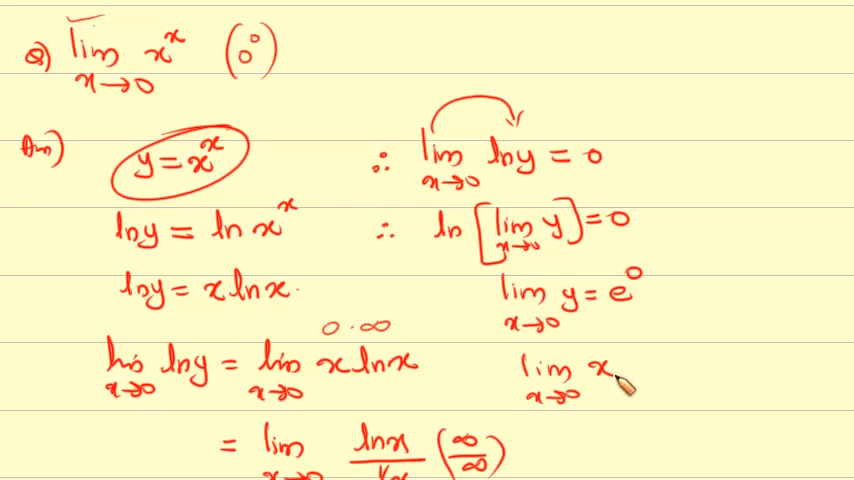 Q) lim x→0 x^x (0^0)
Ans) y = x^x
ln y = ln x^x
ln y = x ln x.
0 · ∞
lim x→0 ln y = lim x→0 x ln x
= lim x→0 ln x / 1/x (∞/∞)
∴ lim x→0 ln y = 0
∴ ln [lim x→0 y] = 0
lim x→0 y = e^0
lim x→0 x